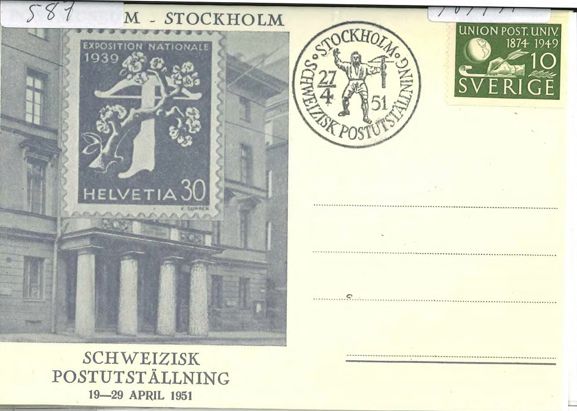 581
M - STOCKHOLM
EXPOSITION NATIONALE
1939
HELVETIA 30
SCHWEIZISK
POSTUTSTÄLLNING
19—29 APRIL 1951
STOCKHOLM
27/4 51
SCHWEIZISK POSTUTSTÄLLNING
UNION POST. UNIV.
1874 1949
10
SVERIGE